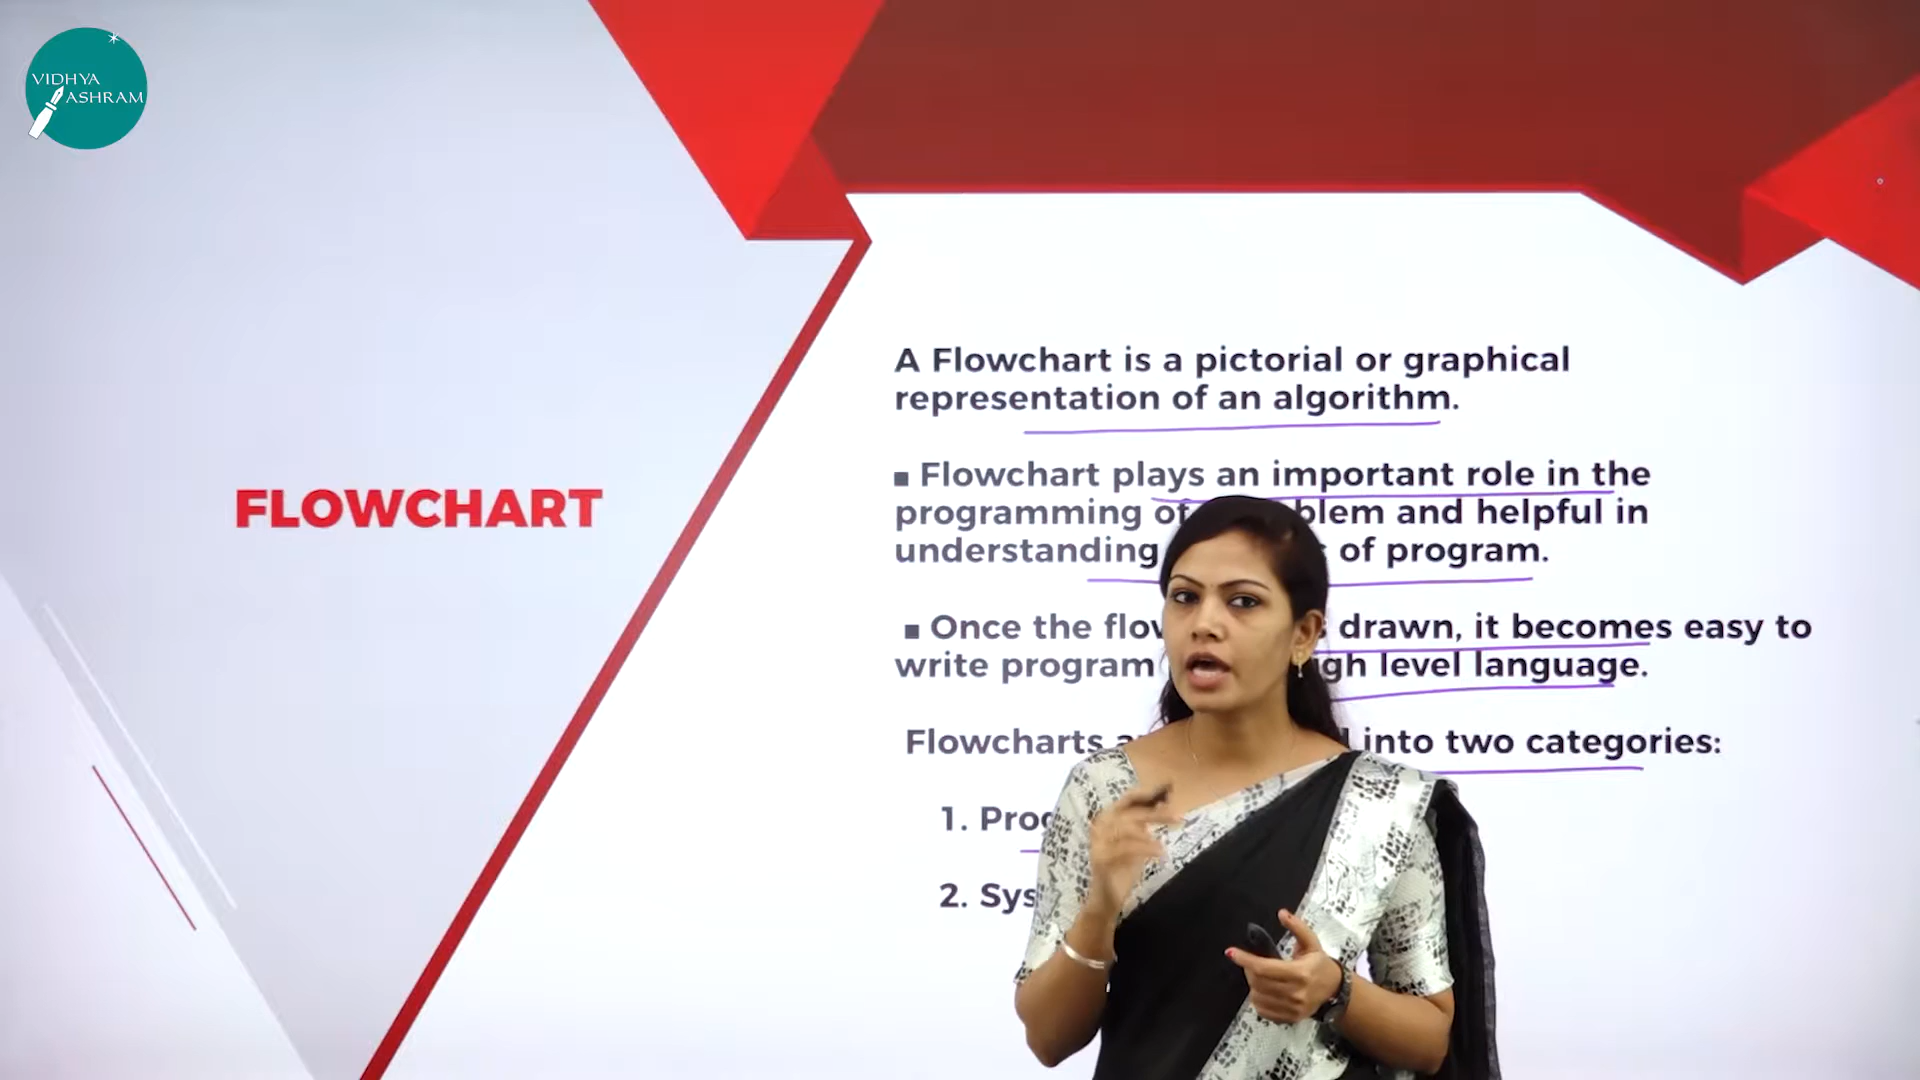 VIDHYA
ASHRAM
FLOWCHART
A Flowchart is a pictorial or graphical
representation of an algorithm.
▪ Flowchart plays an important role in the
programming of blem and helpful in
understanding of program.
▪ Once the flow drawn, it becomes easy to
write program gh level language.
Flowcharts into two categories:
1. Prog
2. Sys